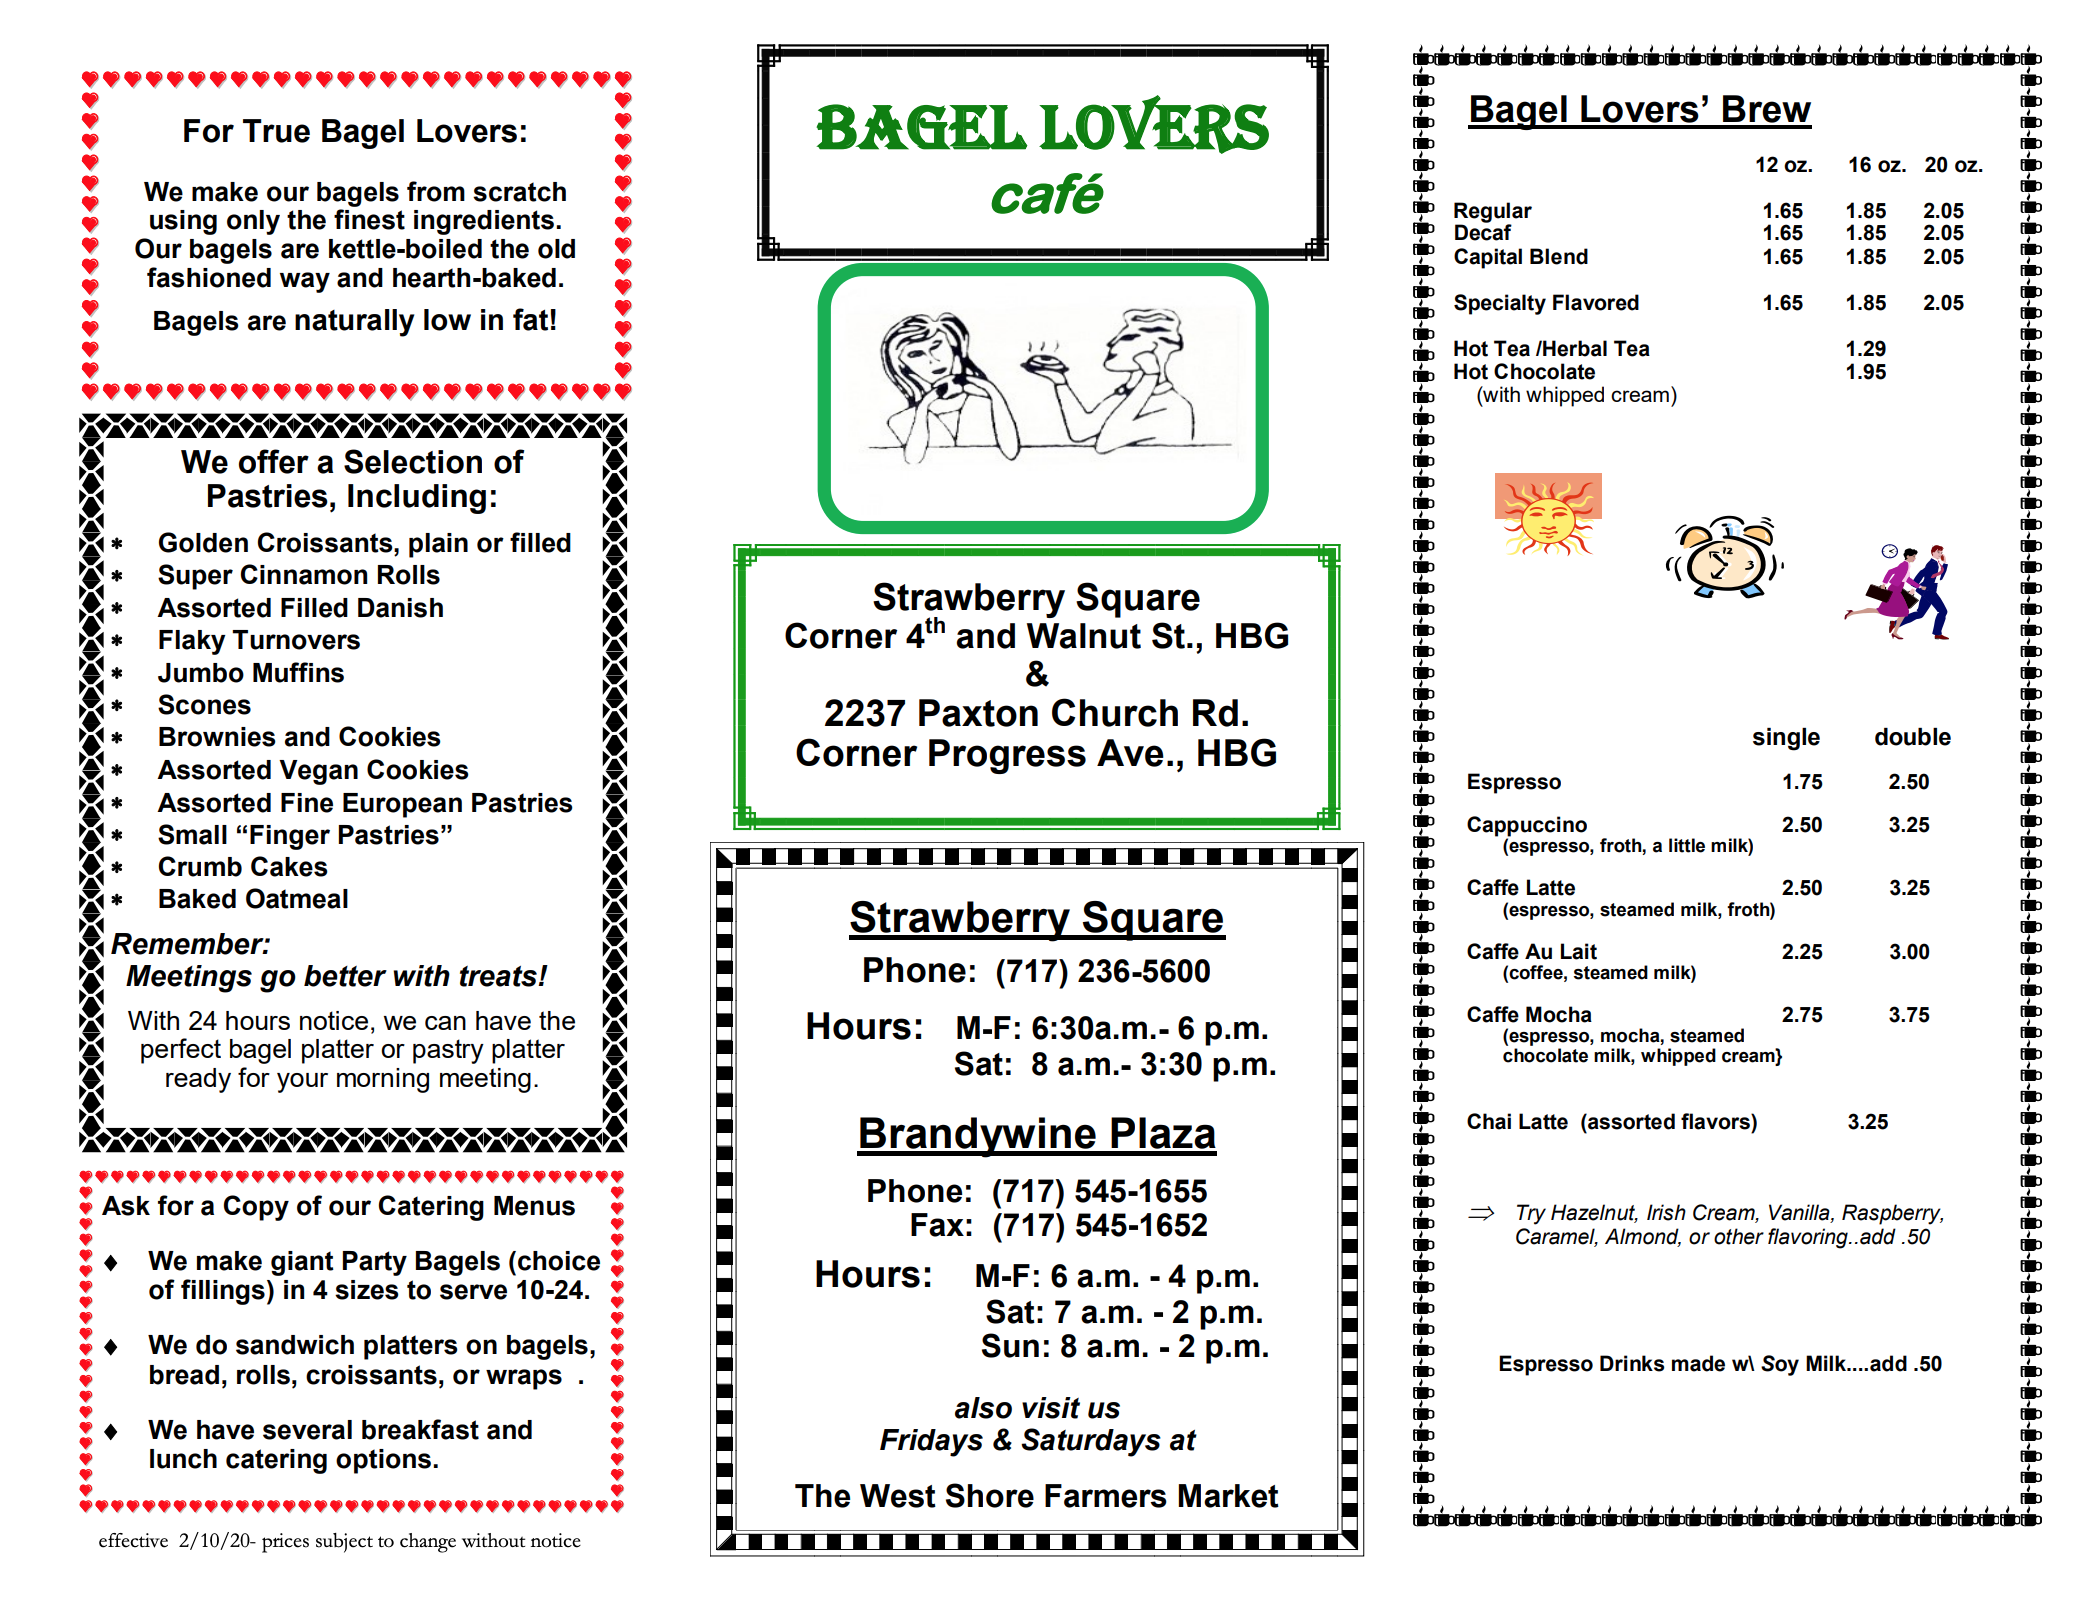 For True Bagel Lovers:
We make our bagels from scratch
using only the finest ingredients.
Our bagels are kettle-boiled the old
fashioned way and hearth-baked.
Bagels are naturally low in fat!
We offer a Selection of
Pastries, Including:
* Golden Croissants, plain or filled
* Super Cinnamon Rolls
* Assorted Filled Danish
* Flaky Turnovers
* Jumbo Muffins
* Scones
* Brownies and Cookies
* Assorted Vegan Cookies
* Assorted Fine European Pastries
* Small “Finger Pastries”
* Crumb Cakes
* Baked Oatmeal
Remember:
Meetings go better with treats!
With 24 hours notice, we can have the
perfect bagel platter or pastry platter
ready for your morning meeting.
Ask for a Copy of our Catering Menus
♦ We make giant Party Bagels (choice
of fillings) in 4 sizes to serve 10-24.
♦ We do sandwich platters on bagels,
bread, rolls, croissants, or wraps .
♦ We have several breakfast and
lunch catering options.
effective 2/10/20- prices subject to change without notice
BAGEL LOVERS
café
Strawberry Square
Corner 4th and Walnut St., HBG
&
2237 Paxton Church Rd.
Corner Progress Ave., HBG
Strawberry Square
Phone: (717) 236-5600
Hours: M-F: 6:30a.m.- 6 p.m.
Sat: 8 a.m.- 3:30 p.m.
Brandywine Plaza
Phone: (717) 545-1655
Fax: (717) 545-1652
Hours: M-F: 6 a.m. - 4 p.m.
Sat: 7 a.m. - 2 p.m.
Sun: 8 a.m. - 2 p.m.
also visit us
Fridays & Saturdays at
The West Shore Farmers Market
Bagel Lovers’ Brew
12 oz. 16 oz. 20 oz.
Regular 1.65 1.85 2.05
Decaf 1.65 1.85 2.05
Capital Blend 1.65 1.85 2.05
Specialty Flavored 1.65 1.85 2.05
Hot Tea /Herbal Tea 1.29
Hot Chocolate 1.95
(with whipped cream)
12
3
single double
Espresso 1.75 2.50
Cappuccino 2.50 3.25
(espresso, froth, a little milk)
Caffe Latte 2.50 3.25
(espresso, steamed milk, froth)
Caffe Au Lait 2.25 3.00
(coffee, steamed milk)
Caffe Mocha 2.75 3.75
(espresso, mocha, steamed
chocolate milk, whipped cream}
Chai Latte (assorted flavors) 3.25
⇒ Try Hazelnut, Irish Cream, Vanilla, Raspberry,
Caramel, Almond, or other flavoring..add .50
Espresso Drinks made w\ Soy Milk....add .50